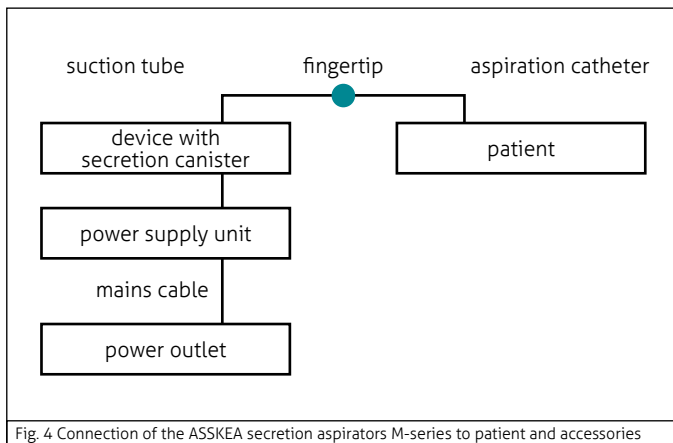 suction tube
fingertip
aspiration catheter
device with
secretion canister
patient
power supply unit
mains cable
power outlet
Fig. 4 Connection of the ASSKEA secretion aspirators M-series to patient and accessories